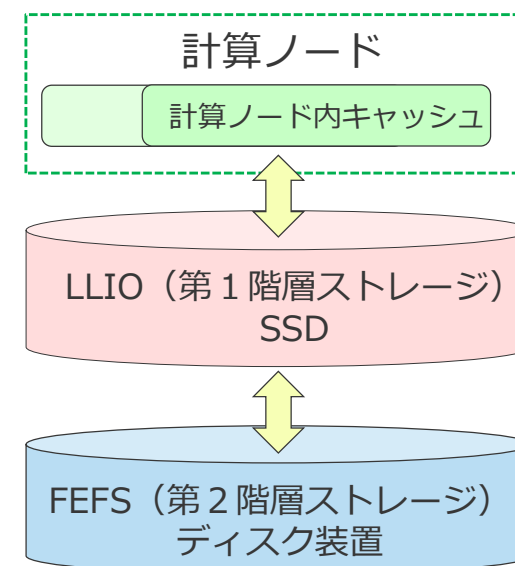 計算ノード
計算ノード内キャッシュ
LLIO（第１階層ストレージ）
SSD
FEFS（第２階層ストレージ）
ディスク装置